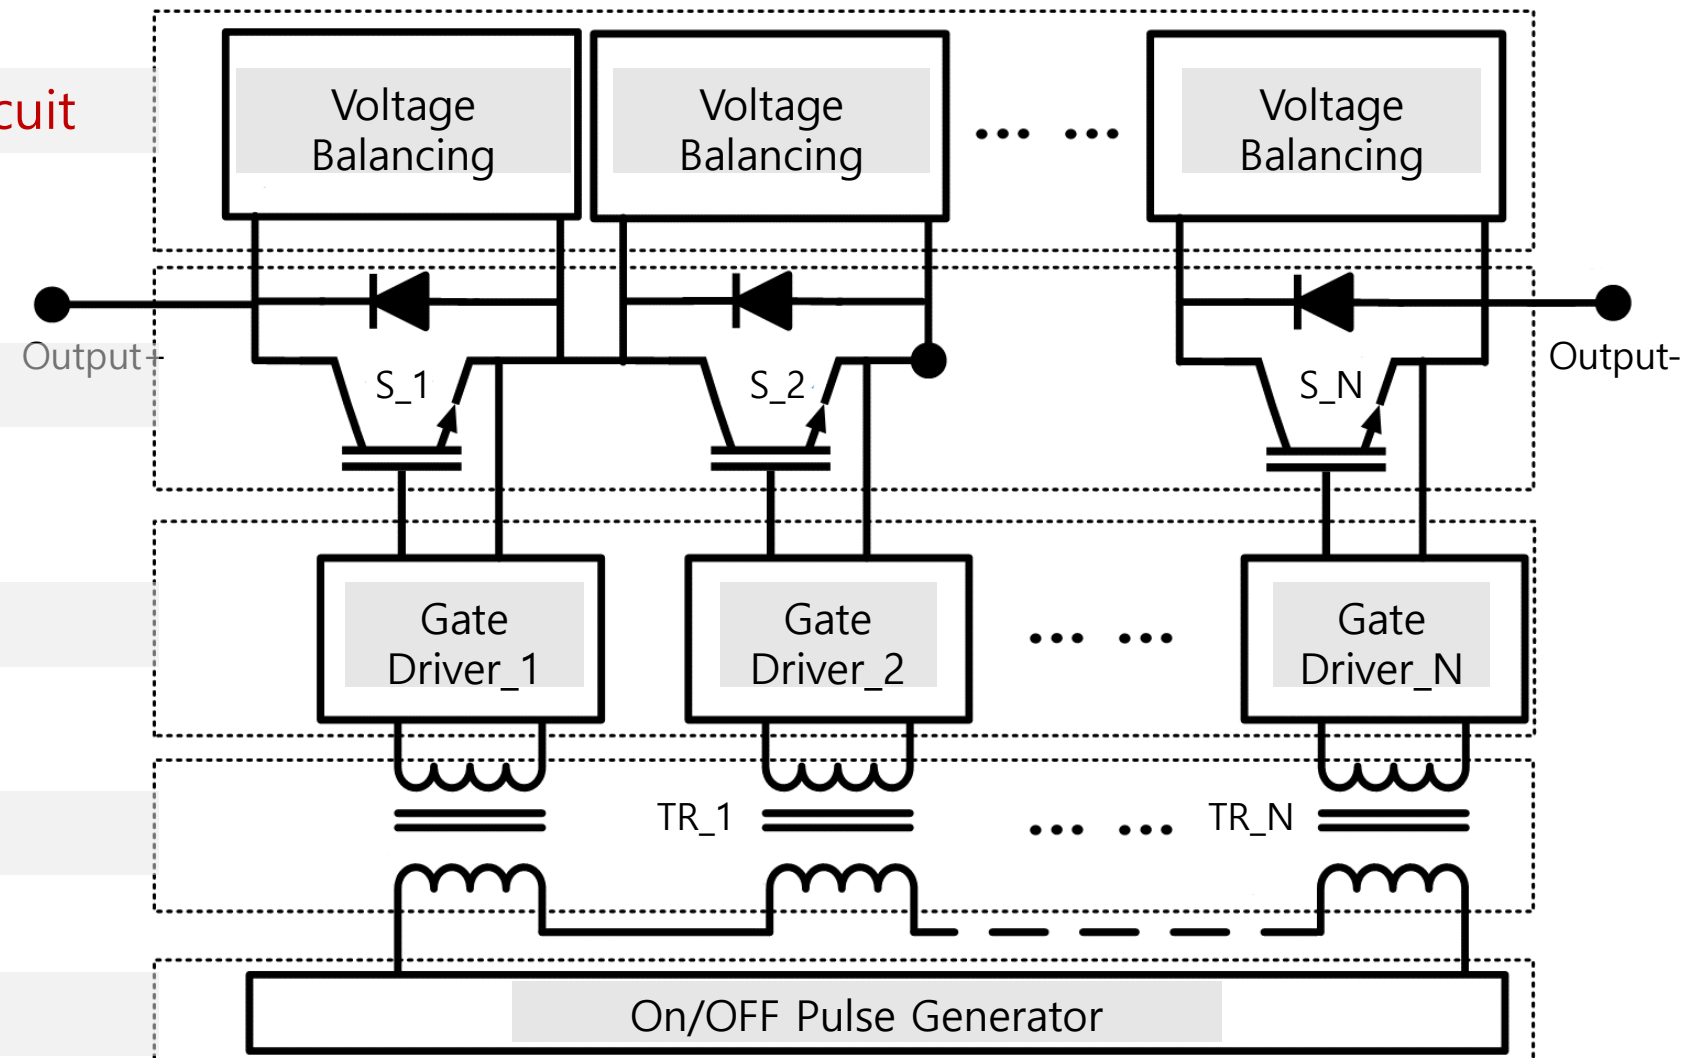 Voltage
Balancing
Voltage
Balancing
Voltage
Balancing
cuit
Output+
S_1
S_2
S_N
Output-
Gate
Driver_1
Gate
Driver_2
Gate
Driver_N
TR_1
TR_N
On/OFF Pulse Generator